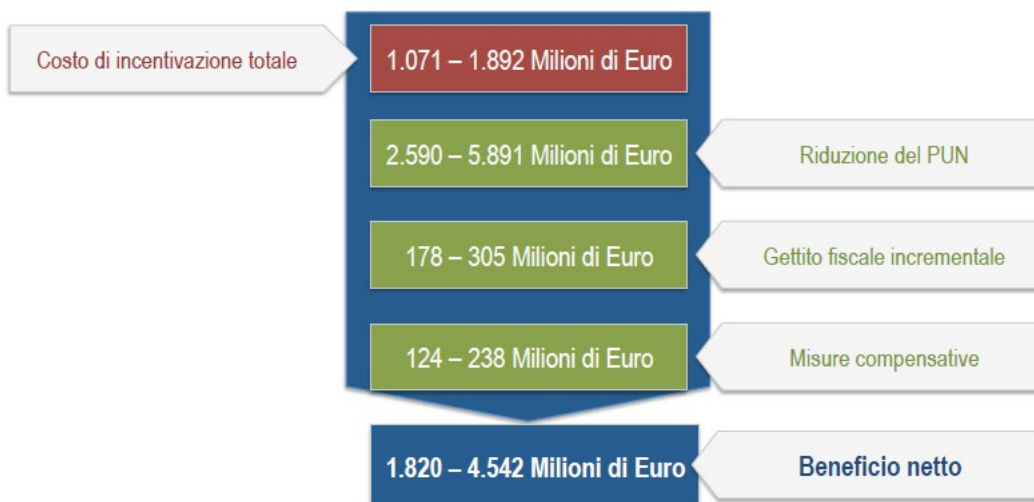 Costo di incentivazione totale
1.071 – 1.892 Milioni di Euro
2.590 – 5.891 Milioni di Euro
Riduzione del PUN
178 – 305 Milioni di Euro
Gettito fiscale incrementale
124 – 238 Milioni di Euro
Misure compensative
1.820 – 4.542 Milioni di Euro
Beneficio netto